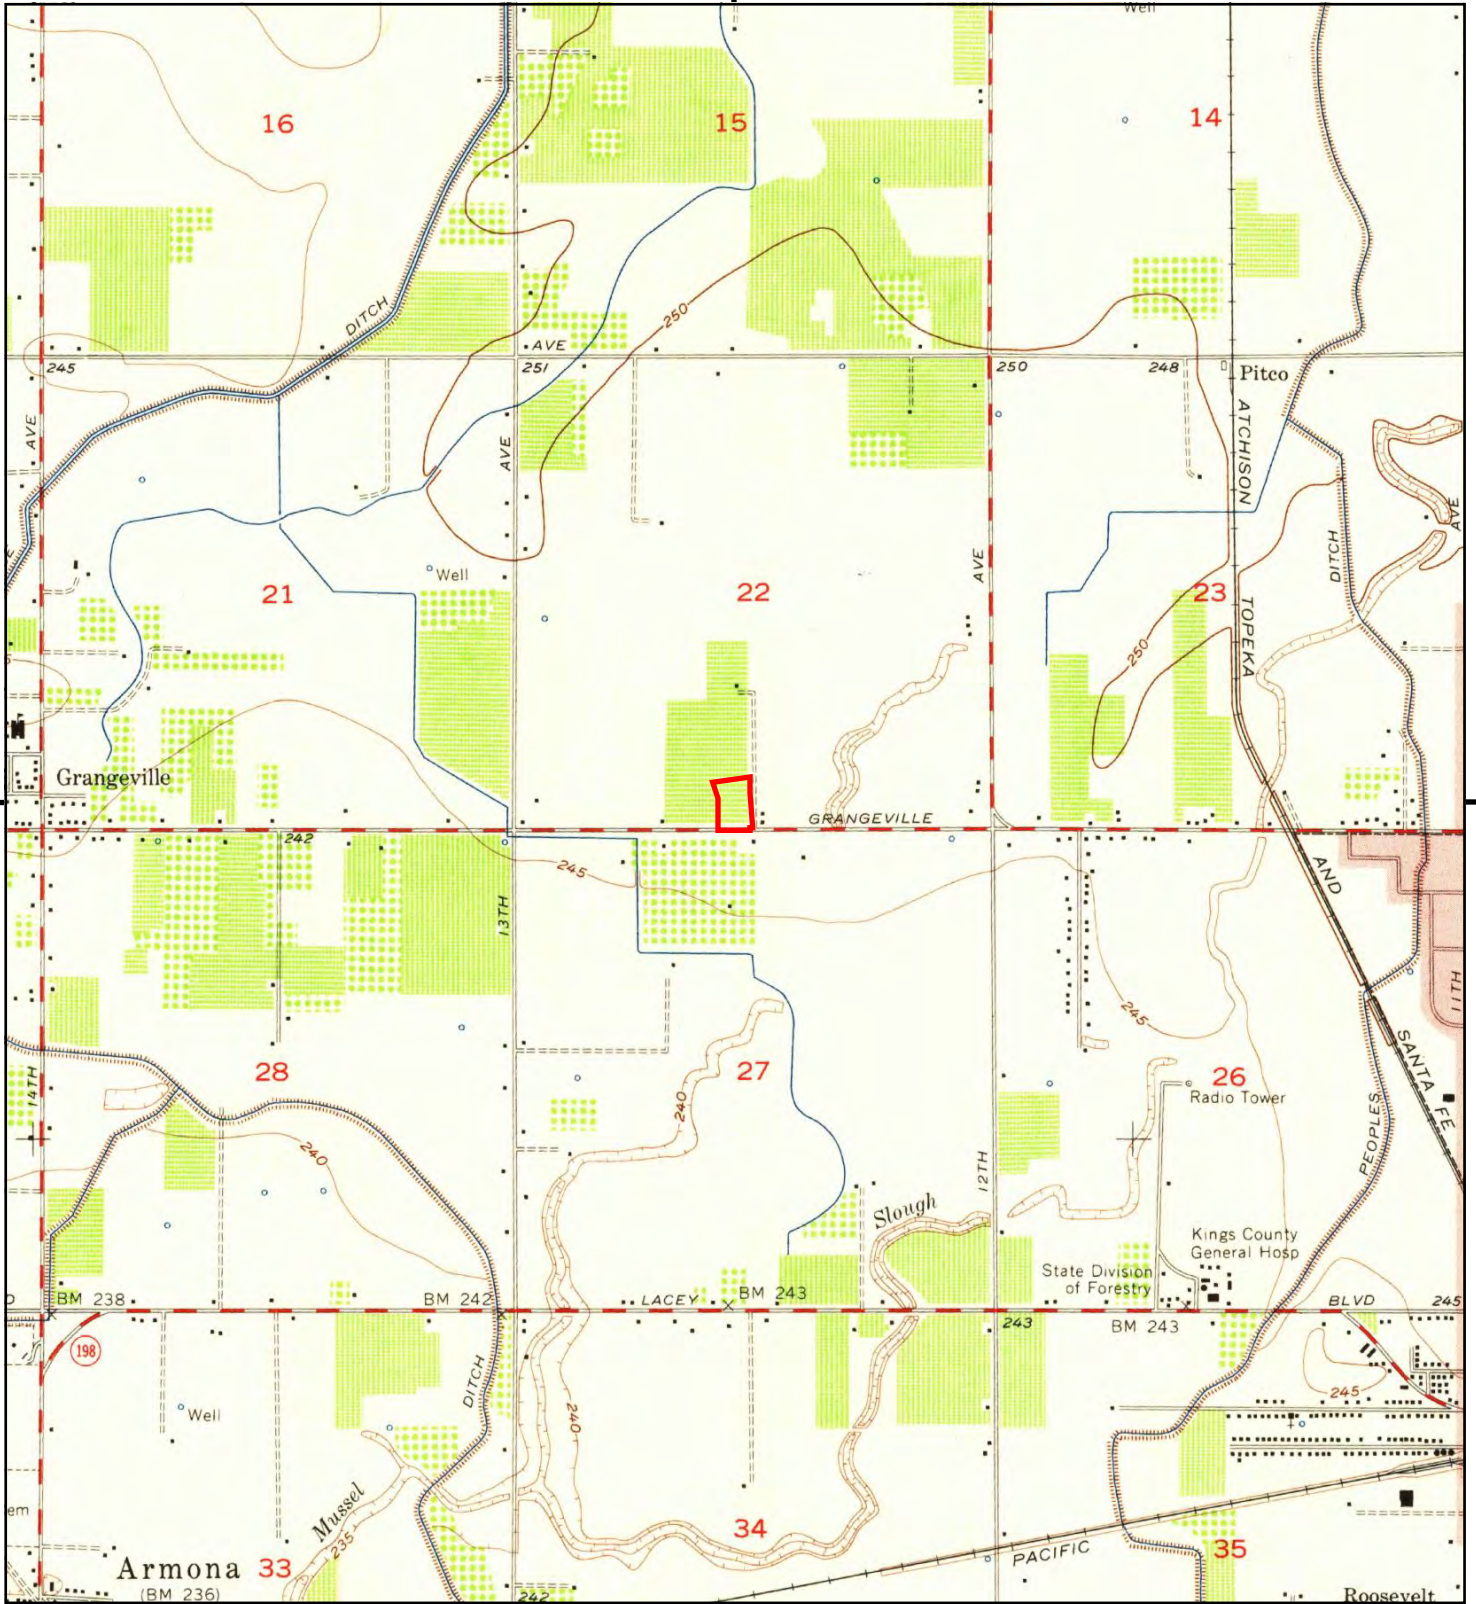 Well
16
15
14
DITCH
250
AVE
245
251
250
248
Pitco
AVE
AVE
ATCHISON
AVE
DITCH
AVE
Well
21
22
23
TOPEKA
250
Grangeville
GRANGEVILLE
242
245
AND
13TH
11TH
245
SANTA FE
28
27
26
14TH
Radio Tower
240
PEOPLES
240
12TH
Slough
Kings County
General Hosp
State Division
of Forestry
BM 238
BM 242
LACEY
BM 243
243
BM 243
BLVD
245
198
DITCH
245
240
Well
Mussel
235
em
34
PACIFIC
35
Armona
33
(BM 236)
242
Roosevelt